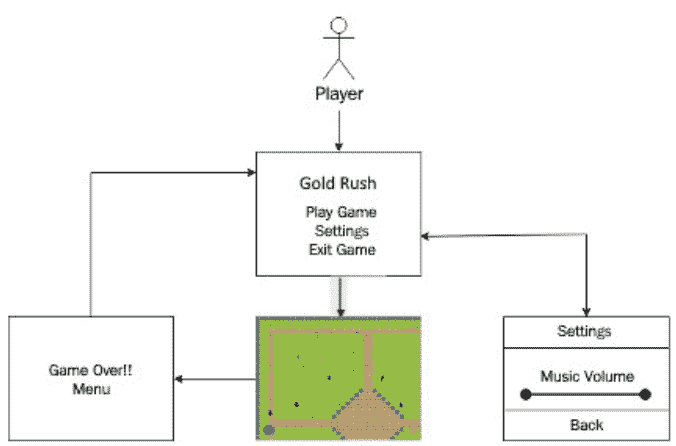 Player
Gold Rush
Play Game
Settings
Exit Game
Game Over!!
Menu
Settings
Music Volume
Back